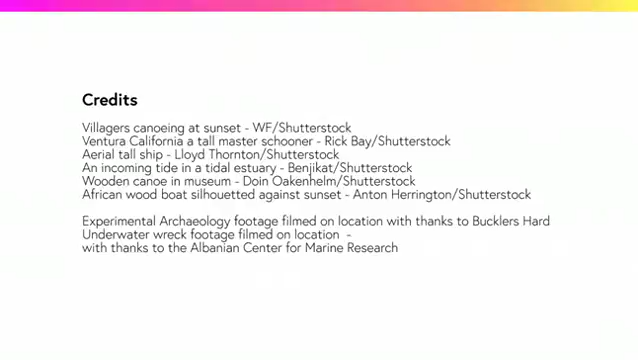 Credits
Villagers canoeing at sunset - WF/Shutterstock
Ventura California a tall master schooner - Rick Bay/Shutterstock
Aerial tall ship - Lloyd Thornton/Shutterstock
An incoming tide in a tidal estuary - Benjikat/Shutterstock
Wooden canoe in museum - Doin Oakenhelm/Shutterstock
African wood boat silhouetted against sunset - Anton Herrington/Shutterstock
Experimental Archaeology footage filmed on location with thanks to Bucklers Hard
Underwater wreck footage filmed on location -
with thanks to the Albanian Center for Marine Research